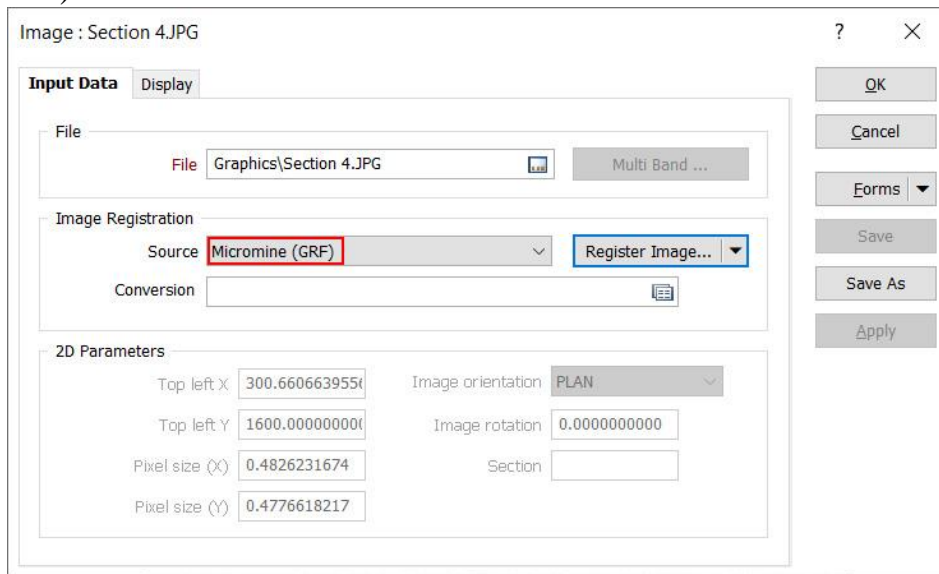 Image : Section 4.JPG ? ×
Input Data Display
OK
Cancel
Forms
Save
Save As
Apply
File
File Graphics\Section 4.JPG Multi Band ...
Image Registration
Source Micromine (GRF) Register Image...
Conversion
2D Parameters
Top left X 300.660663955 Image orientation PLAN
Top left Y 1600.00000000 Image rotation 0.0000000000
Pixel size (X) 0.4826231674 Section
Pixel size (Y) 0.4776618217